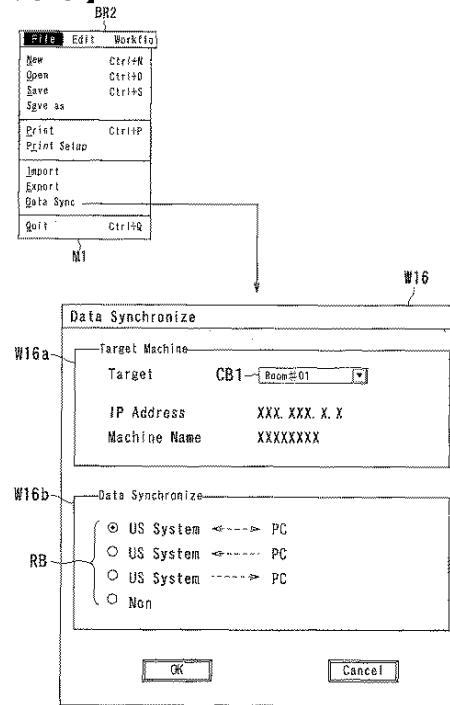 BR2
File Edit Workflo
New Ctrl+N
Open Ctrl+O
Save Ctrl+S
Save as
Print Ctrl+P
Print Setup
Import
Export
Data Sync
Quit Ctrl+Q
M1
W16
Data Synchronize
W16a
Target Machine
Target CB1 Room#01
IP Address XXX. XXX. X. X
Machine Name XXXXXXXX
W16b
Data Synchronize
US System <----> PC
US System <----- PC
RB
US System -----> PC
Non
OK Cancel